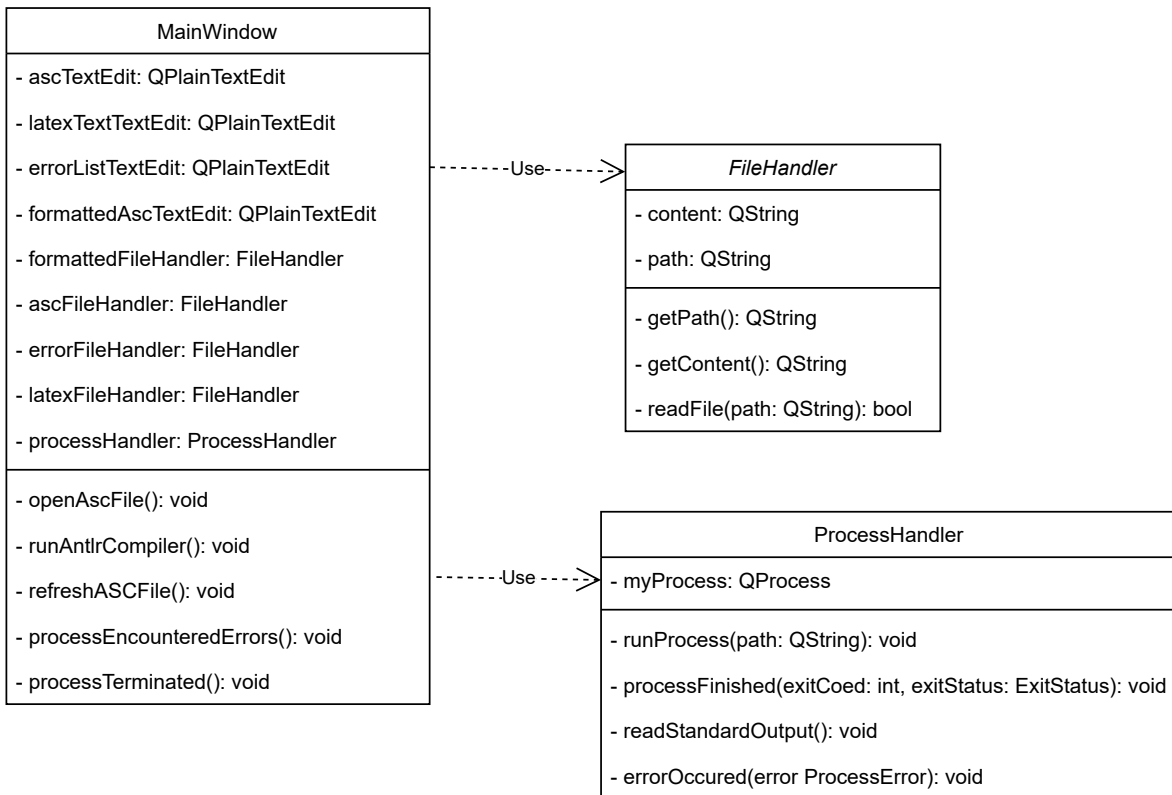 MainWindow
- ascTextEdit: QPlainTextEdit
- latexTextTextEdit: QPlainTextEdit
- errorListTextEdit: QPlainTextEdit
- formattedAscTextEdit: QPlainTextEdit
- formattedFileHandler: FileHandler
- ascFileHandler: FileHandler
- errorFileHandler: FileHandler
- latexFileHandler: FileHandler
- processHandler: ProcessHandler
- openAscFile(): void
- runAntlrCompiler(): void
- refreshASCFile(): void
- processEncounteredErrors(): void
- processTerminated(): void
Use
FileHandler
- content: QString
- path: QString
- getPath(): QString
- getContent(): QString
- readFile(path: QString): bool
Use
ProcessHandler
- myProcess: QProcess
- runProcess(path: QString): void
- processFinished(exitCoed: int, exitStatus: ExitStatus): void
- readStandardOutput(): void
- errorOccured(error ProcessError): void